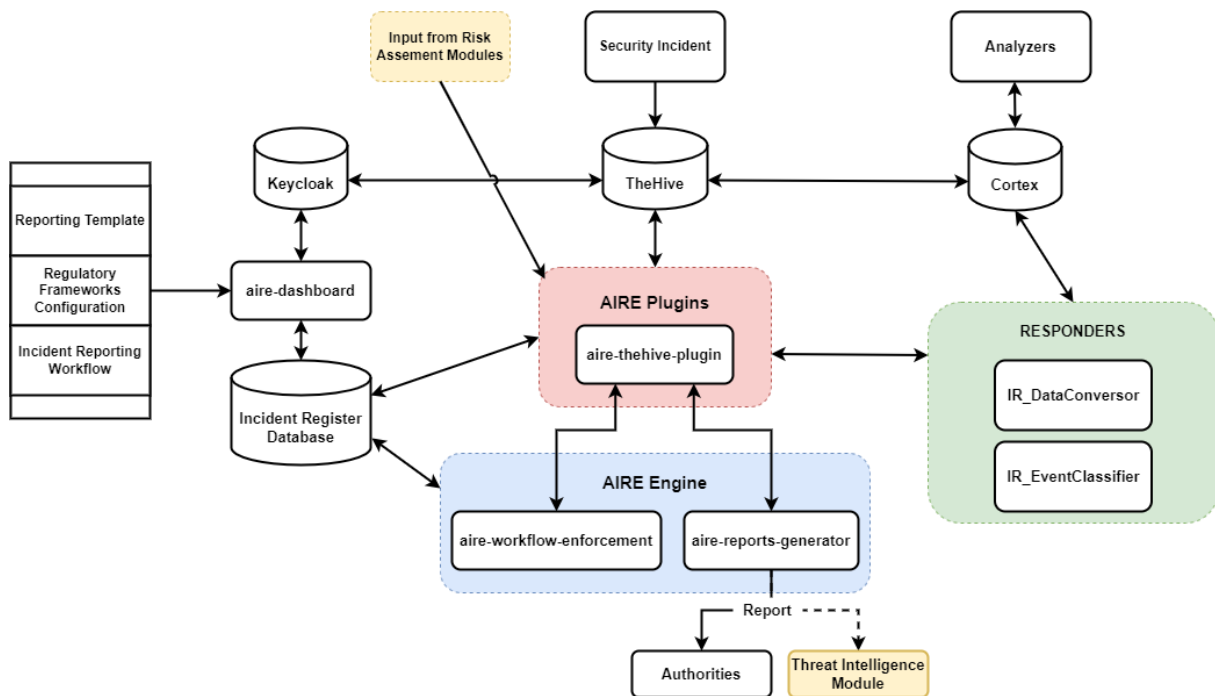 Input from Risk
Assement Modules
Security Incident
Analyzers
Keycloak
TheHive
Cortex
Reporting Template
Regulatory
Frameworks
Configuration
Incident Reporting
Workflow
aire-dashboard
AIRE Plugins
aire-thehive-plugin
RESPONDERS
IR_DataConversor
IR_EventClassifier
Incident Register
Database
AIRE Engine
aire-workflow-enforcement
aire-reports-generator
Report
Authorities
Threat Intelligence
Module